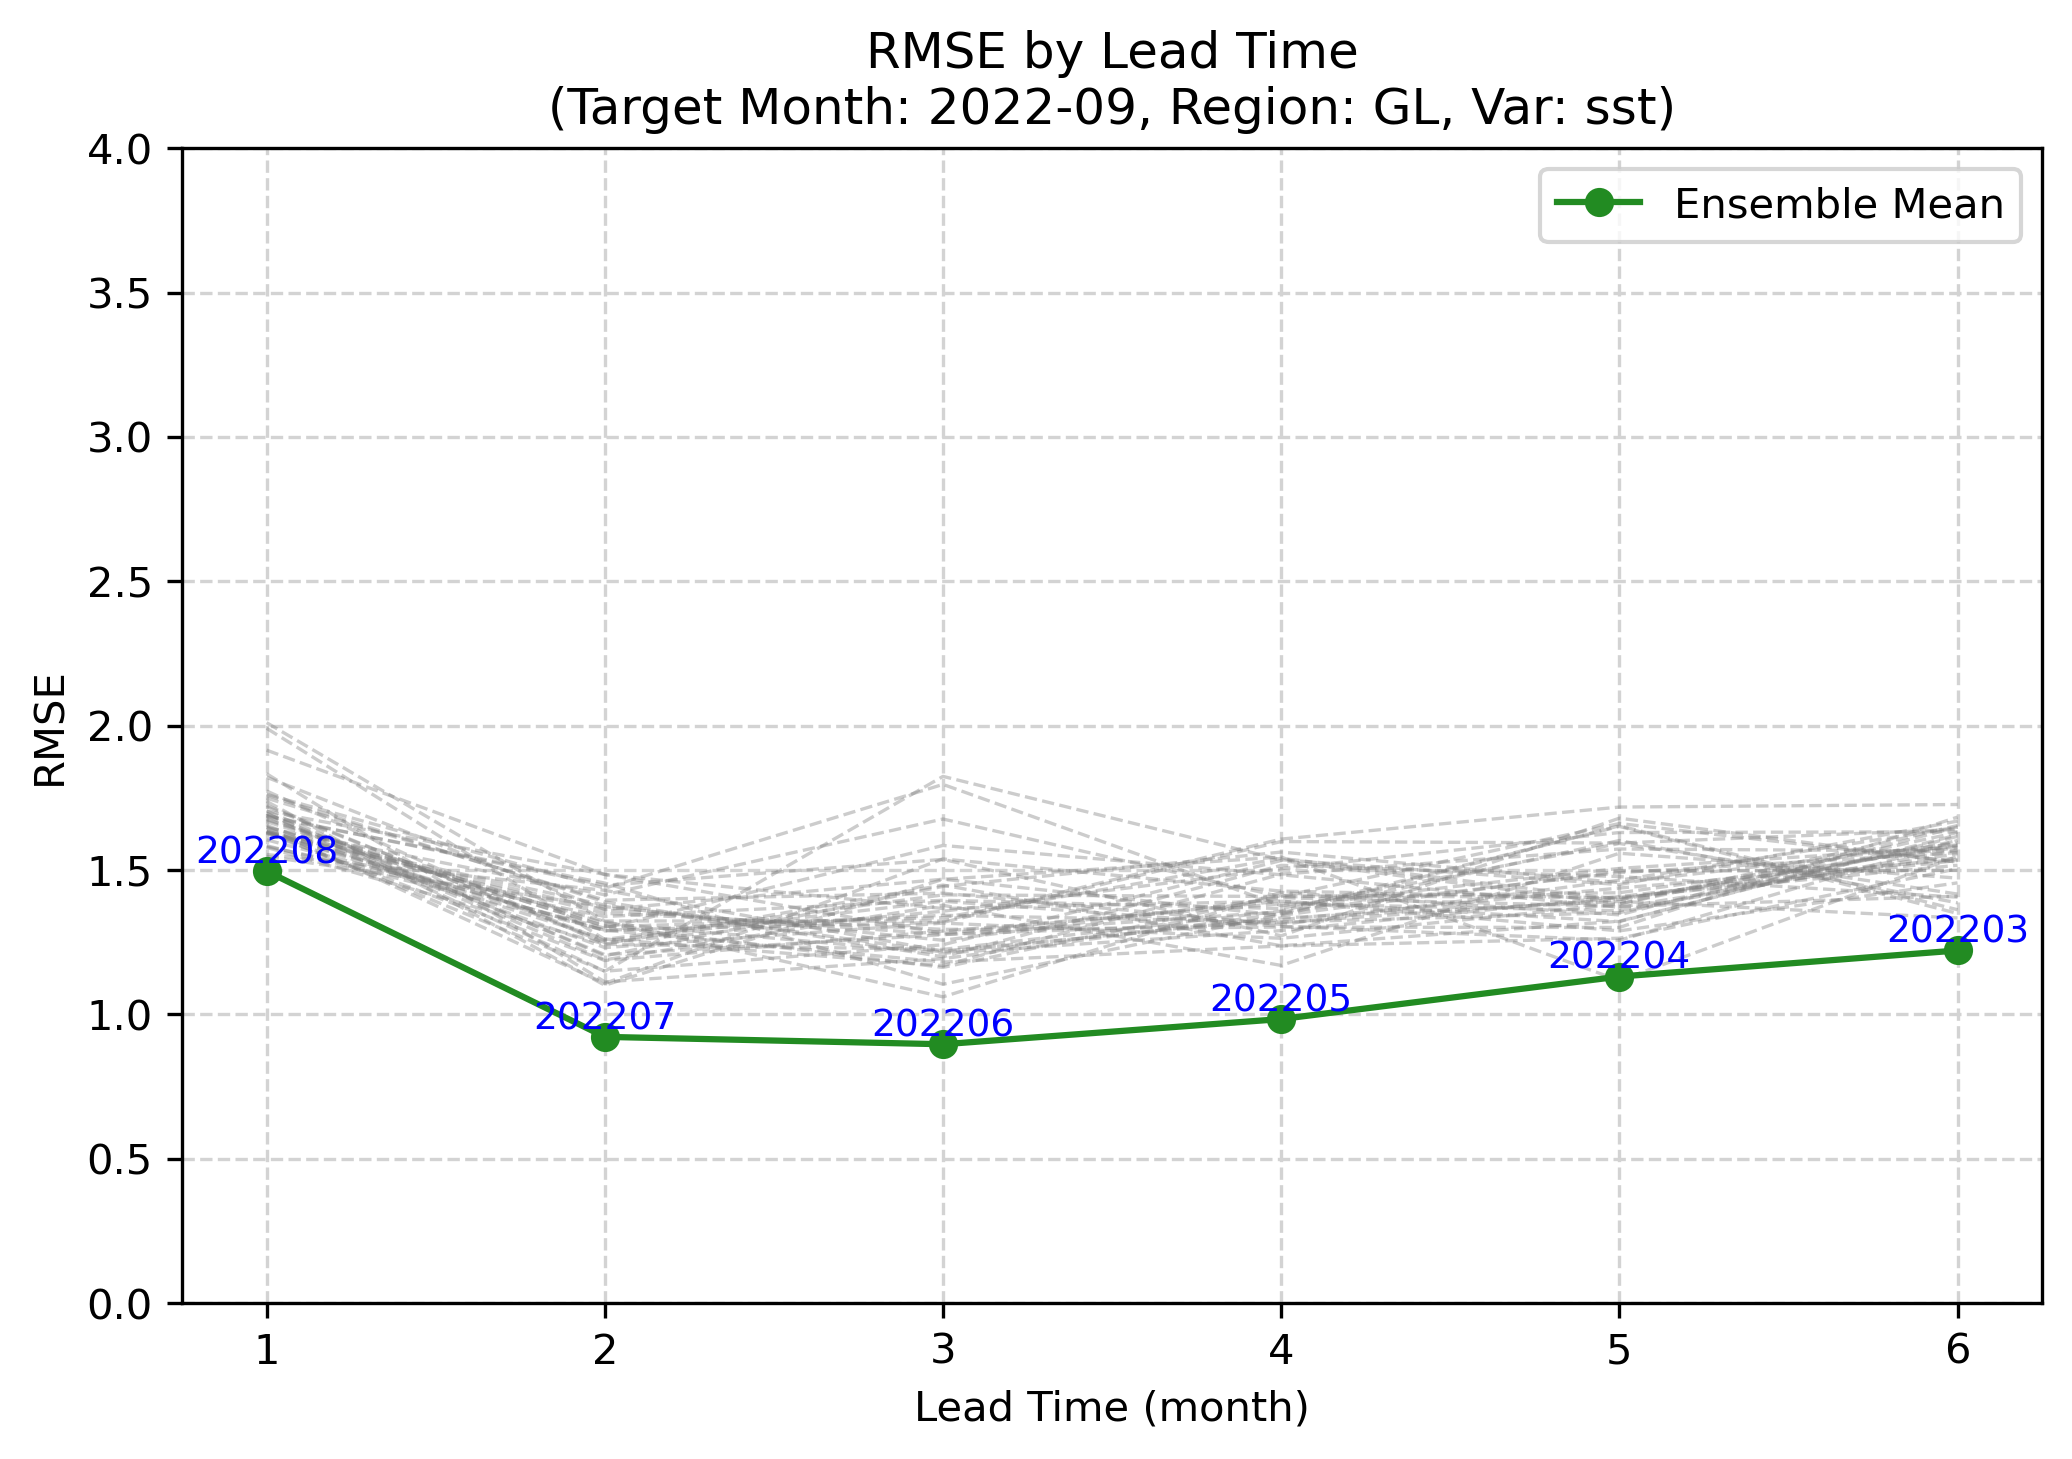 RMSE by Lead Time
(Target Month: 2022-09, Region: GL, Var: sst)
4.0
3.5
3.0
2.5
2.0
1.5
1.0
0.5
0.0
RMSE
Ensemble Mean
202208
202207
202206
202205
202204
202203
1 2 3 4 5 6
Lead Time (month)